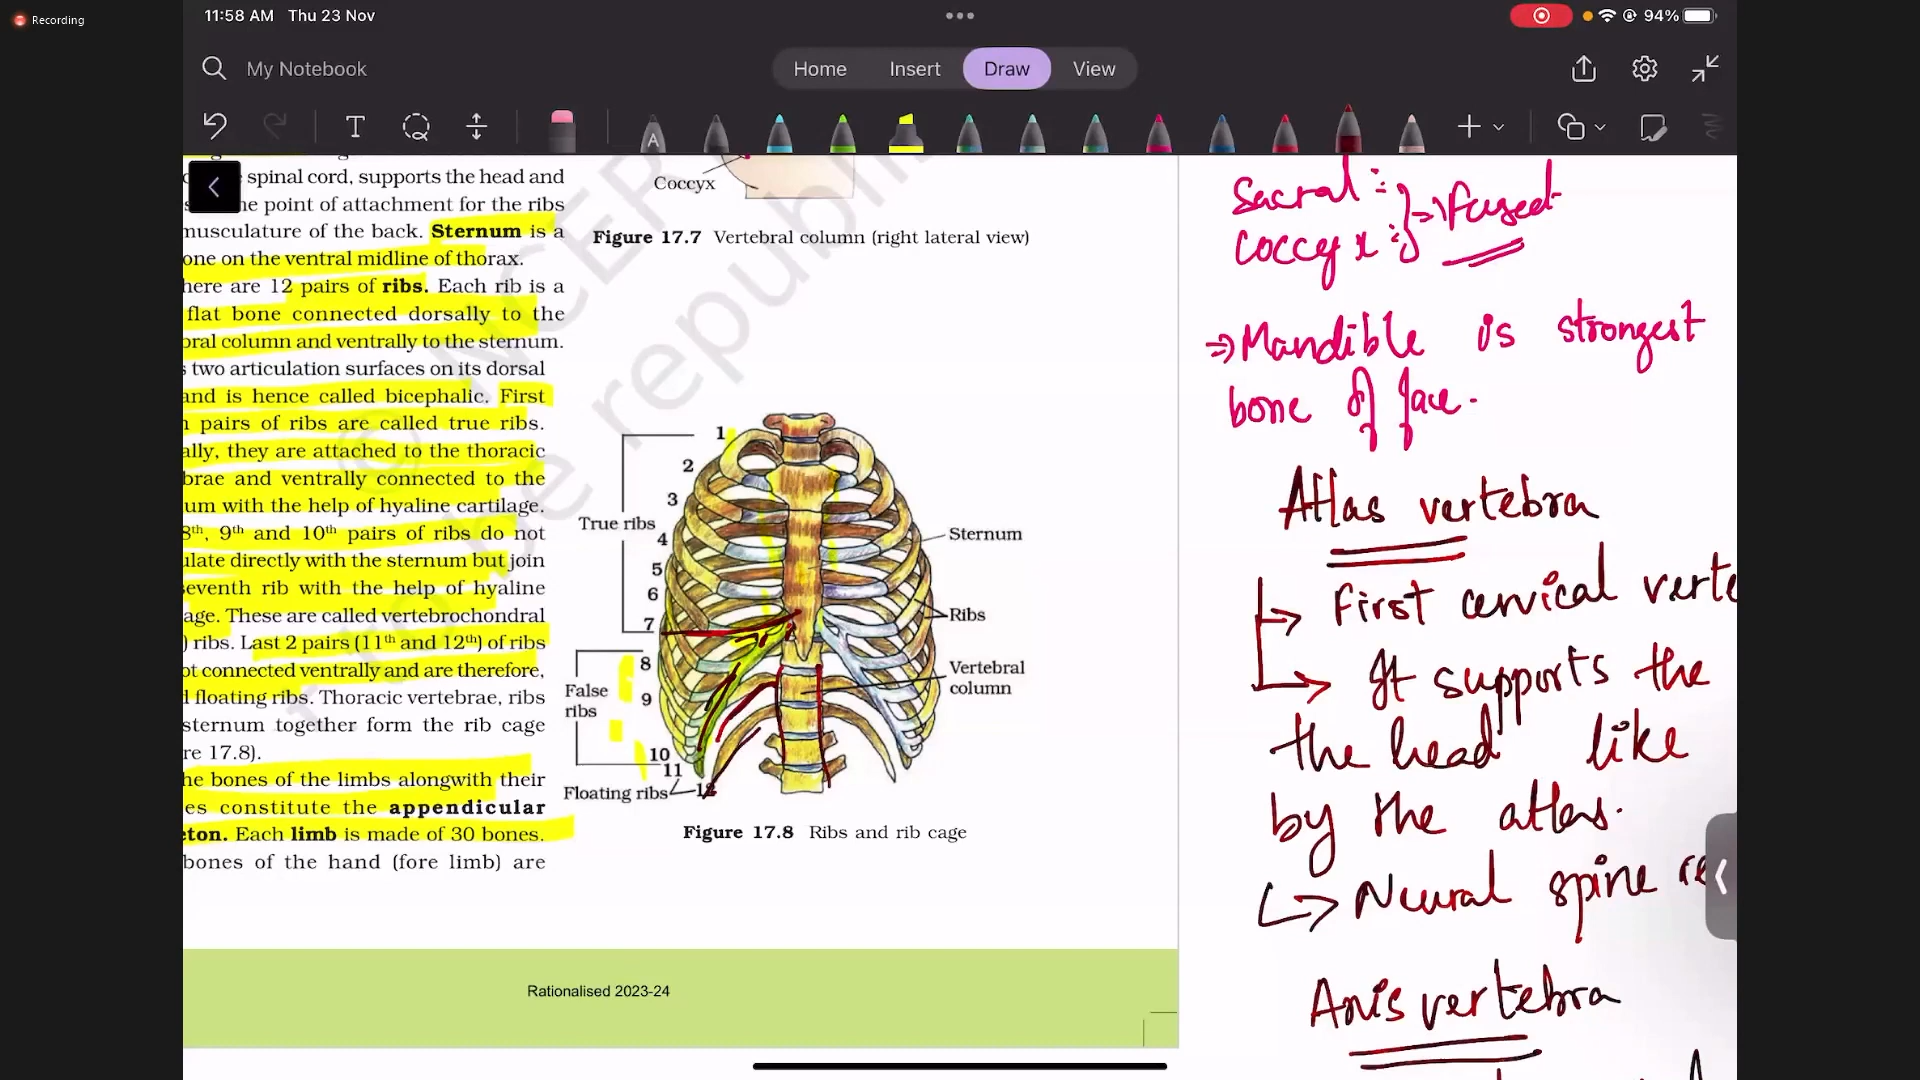 Recording
11:58 AM Thu 23 Nov
94%
My Notebook
Home Insert Draw View
T
A
spinal cord, supports the head and
he point of attachment for the ribs
musculature of the back. Sternum is a
one on the ventral midline of thorax.
here are 12 pairs of ribs. Each rib is a
flat bone connected dorsally to the
oral column and ventrally to the sternum.
s two articulation surfaces on its dorsal
and is hence called bicephalic. First
n pairs of ribs are called true ribs.
ally, they are attached to the thoracic
brae and ventrally connected to the
um with the help of hyaline cartilage.
8th, 9th and 10th pairs of ribs do not
ulate directly with the sternum but join
seventh rib with the help of hyaline
age. These are called vertebrochondral
) ribs. Last 2 pairs (11th and 12th) of ribs
ot connected ventrally and are therefore,
d floating ribs. Thoracic vertebrae, ribs
sternum together form the rib cage
re 17.8).
he bones of the limbs alongwith their
es constitute the appendicular
eton. Each limb is made of 30 bones.
bones of the hand (fore limb) are
Coccyx
Figure 17.7 Vertebral column (right lateral view)
1
2
3
True ribs
4
5
6
7
8
False
ribs
9
10
11
Floating ribs
12
Sternum
Ribs
Vertebral
column
Figure 17.8 Ribs and rib cage
© NCERT
be republi
Rationalised 2023-24
Sacral :- } → fused
Coccyx :-
⇒ Mandible is strongest
bone of face.
Atlas vertebra
→ First cervical verte
→ It supports the
the head like
by the atlas.
→ Neural spine re
Axis vertebra